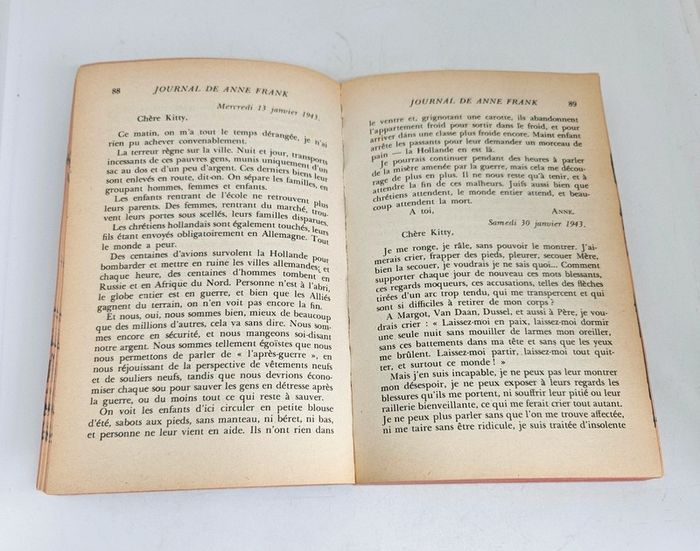 88
JOURNAL DE ANNE FRANK
Mercredi 13 janvier 1943.
Chère Kitty,
Ce matin, on m'a tout le temps dérangée, je n'ai
rien pu achever convenablement.
La terreur règne sur la ville. Nuit et jour, transports
incessants de ces pauvres gens, munis uniquement d'un
sac au dos et d'un peu d'argent. Ces derniers biens leur
sont enlevés en route, dit-on. On sépare les familles, en
groupant hommes, femmes et enfants.
Les enfants rentrant de l'école ne retrouvent plus
leurs parents. Des femmes, rentrant du marché, trou-
vent leurs portes sous scellés, leurs familles disparues.
Les chrétiens hollandais sont également touchés, leurs
fils étant envoyés obligatoirement en Allemagne. Tout
le monde a peur.
Des centaines d'avions survolent la Hollande pour
bombarder et mettre en ruine les villes allemandes; et
chaque heure, des centaines d'hommes tombent en
Russie et en Afrique du Nord. Personne n'est à l'abri,
le globe entier est en guerre, et bien que les Alliés
gagnent du terrain, on n'en voit pas encore la fin.
Et nous, oui, nous sommes bien, mieux de beaucoup
que des millions d'autres, cela va sans dire. Nous som-
mes encore en sécurité, et nous mangeons soi-disant
notre argent. Nous sommes tellement égoïstes que nous
nous permettons de parler de « l'après-guerre », en
nous réjouissant de la perspective de vêtements neufs
et de souliers neufs, tandis que nous devrions écono-
miser chaque sou pour sauver les gens en détresse après
la guerre, ou du moins tout ce qui reste à sauver.
On voit les enfants d'ici circuler en petite blouse
d'été, sabots aux pieds, sans manteau, ni béret, ni bas,
et personne ne leur vient en aide. Ils n'ont rien dans
JOURNAL DE ANNE FRANK
89
le ventre et, grignotant une carotte, ils abandonnent
l'appartement froid pour sortir dans le froid, et pour
arriver dans une classe plus froide encore. Maint enfant
arrête les passants pour leur demander un morceau de
pain — la Hollande en est là.
Je pourrais continuer pendant des heures à parler
de la misère amenée par la guerre, mais cela me décou-
rage de plus en plus. Il ne nous reste qu'à tenir, et à
attendre la fin de ces malheurs. Juifs aussi bien que
chrétiens attendent, le monde entier attend, et beau-
coup attendent la mort.
A toi,
ANNE.
Samedi 30 janvier 1943.
Chère Kitty,
Je me ronge, je râle, sans pouvoir le montrer. J'ai-
merais crier, frapper des pieds, pleurer, secouer Mère,
bien la secouer, je voudrais je ne sais quoi... Comment
supporter chaque jour de nouveau ces mots blessants,
ces regards moqueurs, ces accusations, telles des flèches
tirées d'un arc trop tendu, qui me transpercent et qui
sont si difficiles à retirer de mon corps ?
A Margot, Van Daan, Dussel, et aussi à Père, je vou-
drais crier : « Laissez-moi en paix, laissez-moi dormir
une seule nuit sans mouiller de larmes mon oreiller,
sans ces battements dans ma tête et sans que les yeux
me brûlent. Laissez-moi partir, laissez-moi tout quit-
ter, et surtout ce monde ! »
Mais j'en suis incapable, je ne peux pas leur montrer
mon désespoir, je ne peux exposer à leurs regards les
blessures qu'ils me portent, ni souffrir leur pitié ou leur
raillerie bienveillante, ce qui me ferait crier tout autant.
Je ne peux plus parler sans que l'on me trouve affectée,
ni me taire sans être ridicule, je suis traitée d'insolente